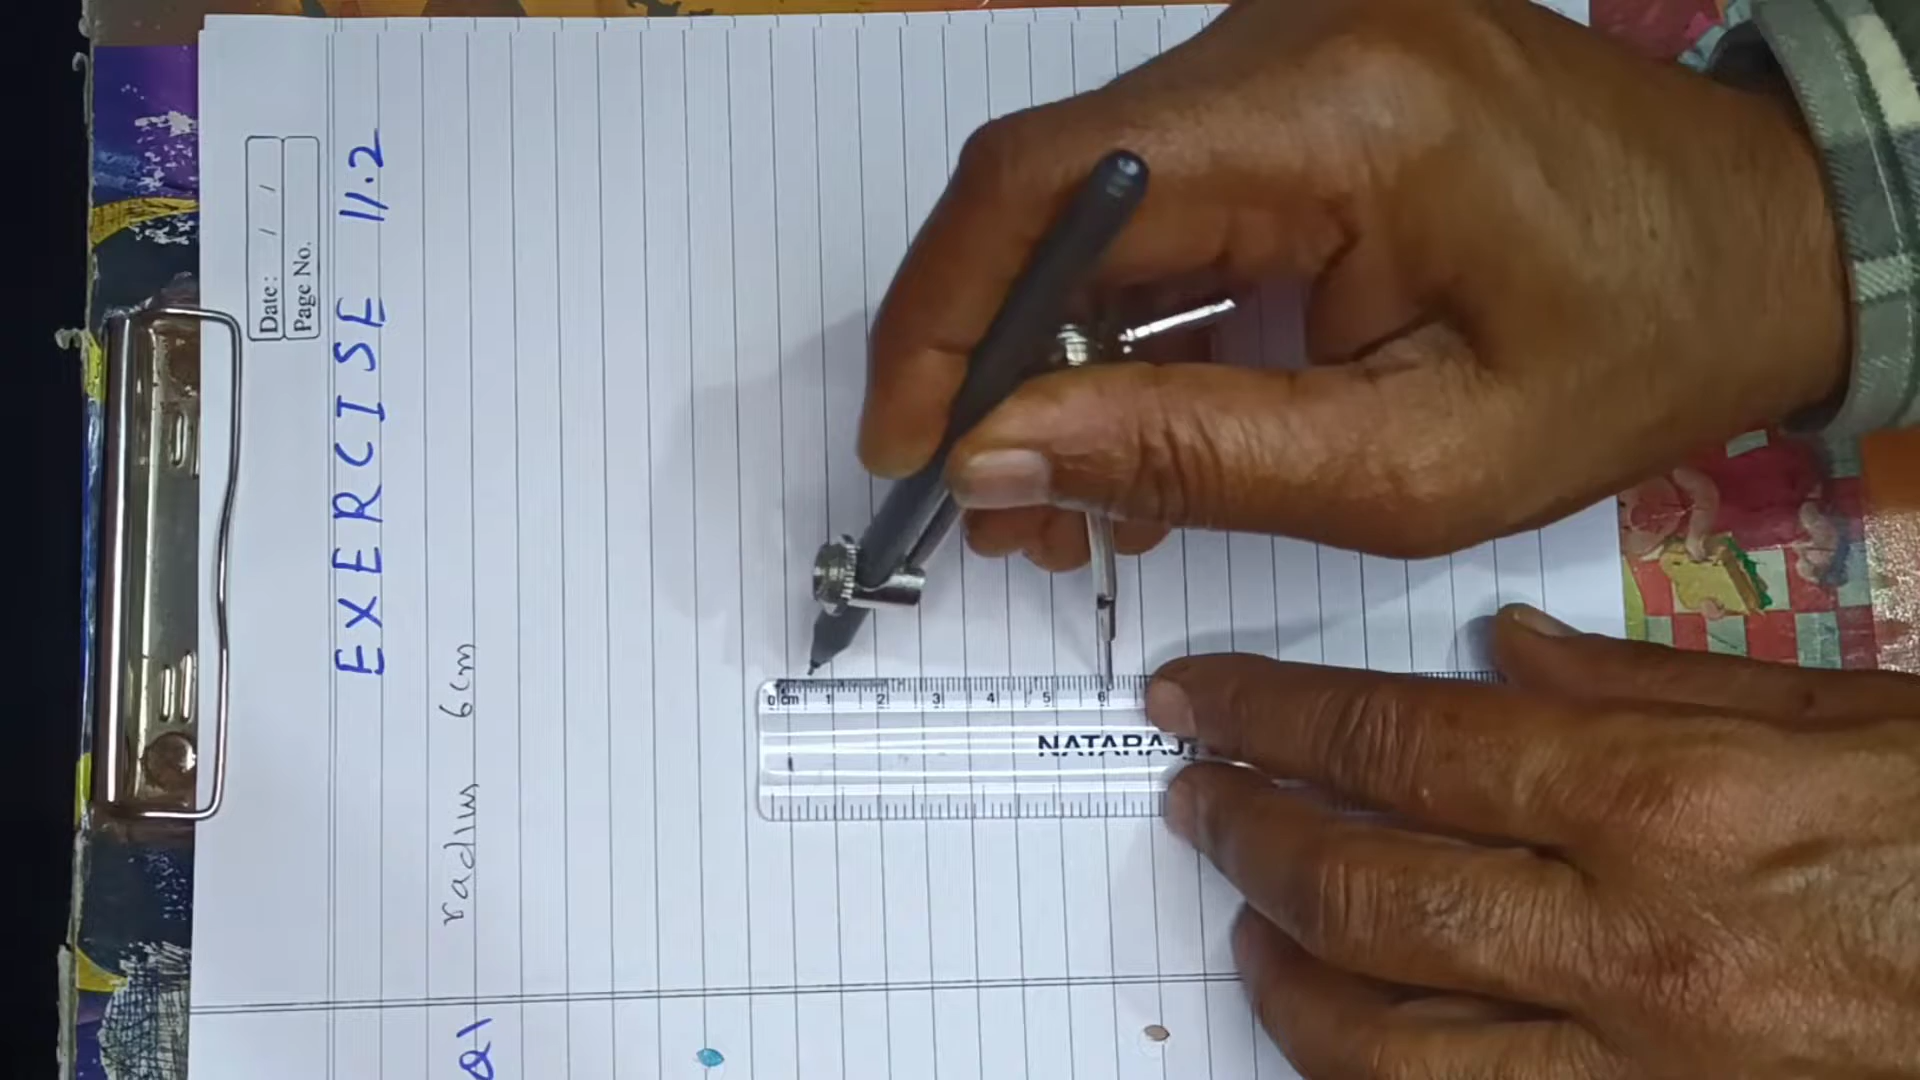 Date: / /
Page No.
EXERCISE 11.2
Q1
radius 6cm
0 cm 1 2 3 4 5 6
NATARAJ